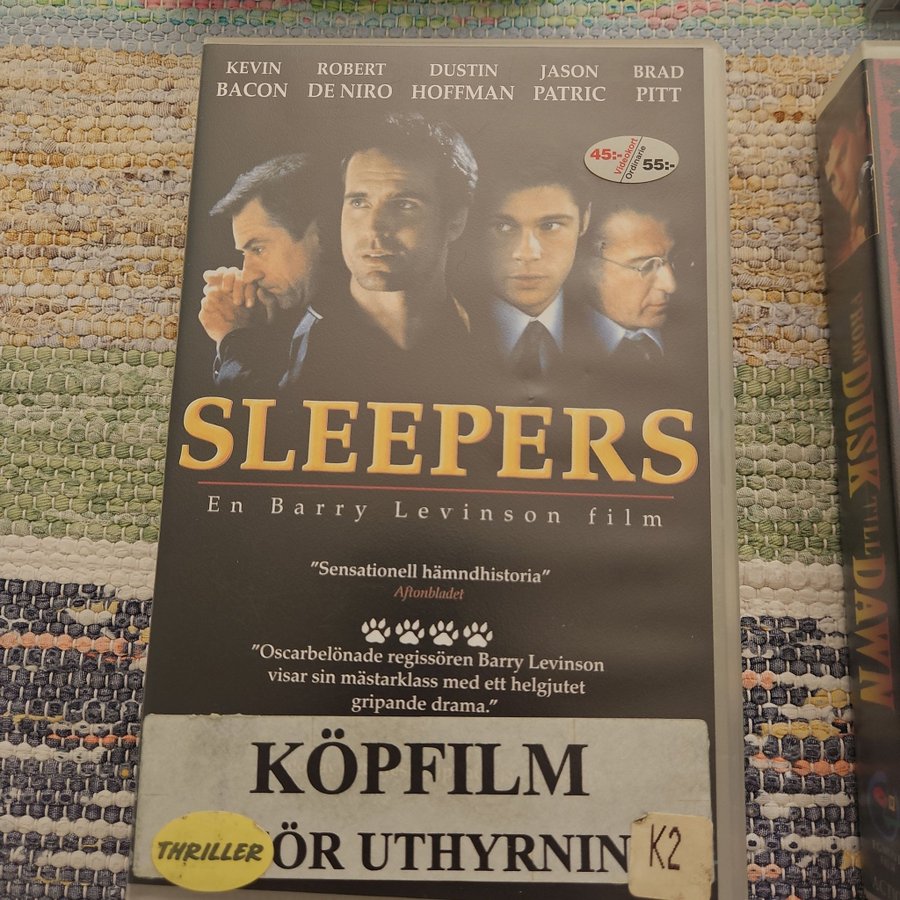 KEVIN BACON
ROBERT DE NIRO
DUSTIN HOFFMAN
JASON PATRIC
BRAD PITT
45:-
Videokort
Ordinarie
55:-
SLEEPERS
En Barry Levinson film
"Sensationell hämndhistoria"
Aftonbladet
"Oscarbelönade regissören Barry Levinson
visar sin mästarklass med ett helgjutet
gripande drama."
KÖPFILM
THRILLER
ÖR UTHYRNIN
K2
FROM DUSK TILL DAWN